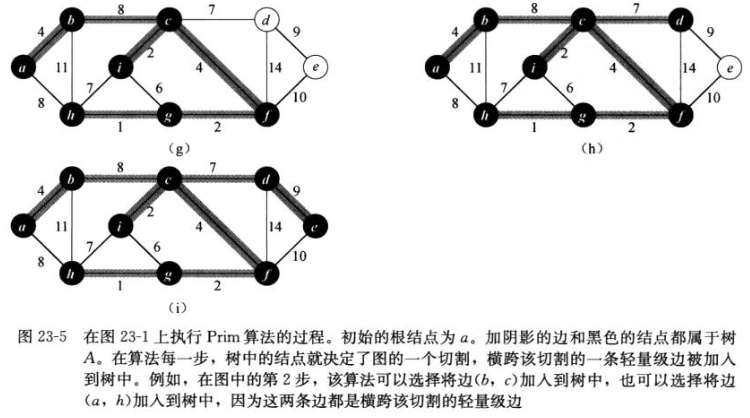 8 7
b c d
4 2 9
a 11 i 4 14 e
7 6
8 10
h g f
1 2
(g)
8 7
b c d
4 2 9
a 11 i 4 14 e
7 6
8 10
h g f
1 2
(h)
8 7
b c d
4 2 9
a 11 i 4 14 e
7 6
8 10
h g f
1 2
(i)
图 23-5 在图 23-1 上执行 Prim 算法的过程。初始的根结点为 a。加阴影的边和黑色的结点都属于树
A。在算法每一步，树中的结点就决定了图的一个切割，横跨该切割的一条轻量级边被加入
到树中。例如，在图中的第 2 步，该算法可以选择将边(b, c)加入到树中，也可以选择将边
(a, h)加入到树中，因为这两条边都是横跨该切割的轻量级边